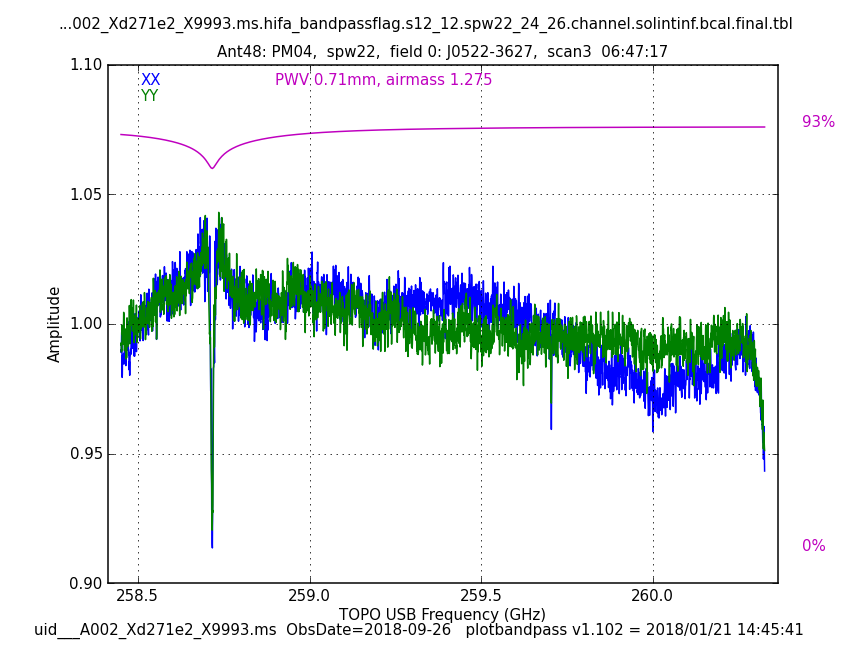 ...002_Xd271e2_X9993.ms.hifa_bandpassflag.s12_12.spw22_24_26.channel.solintinf.bcal.final.tbl
Ant48: PM04,  spw22,  field 0: J0522-3627,  scan3  06:47:17
1.10
XX
PWV 0.71mm, airmass 1.275
YY
93%
1.05
1.00
Amplitude
0.95
0%
0.90
258.5
259.0
259.5
260.0
TOPO USB Frequency (GHz)
uid___A002_Xd271e2_X9993.ms  ObsDate=2018-09-26   plotbandpass v1.102 = 2018/01/21 14:45:41